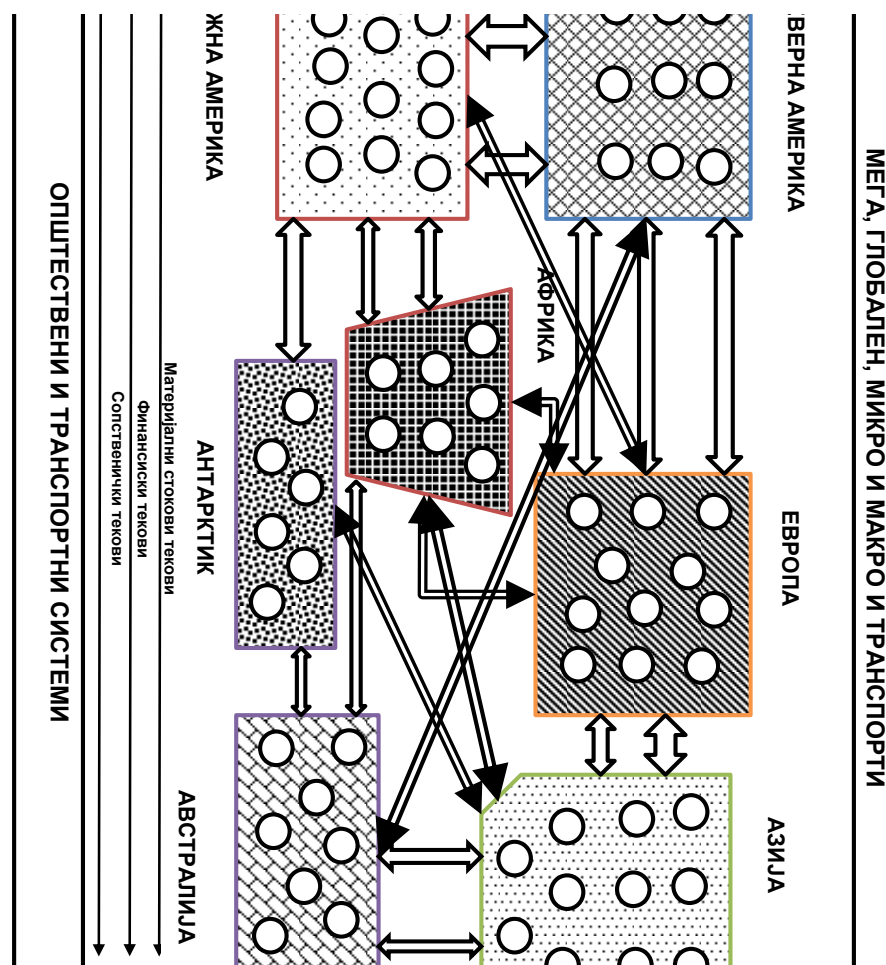 МЕГА, ГЛОБАЛЕН, МИКРО И МАКРО И ТРАНСПОРТИ
ВЕРНА АМЕРИКА
ЕВРОПА
АЗИЈА
АФРИКА
ЖНА АМЕРИКА
АНТАРКТИК
АВСТРАЛИЈА
Материјални стокови текови
Финансиски текови
Сопственички текови
ОПШТЕСТВЕНИ И ТРАНСПОРТНИ СИСТЕМИ